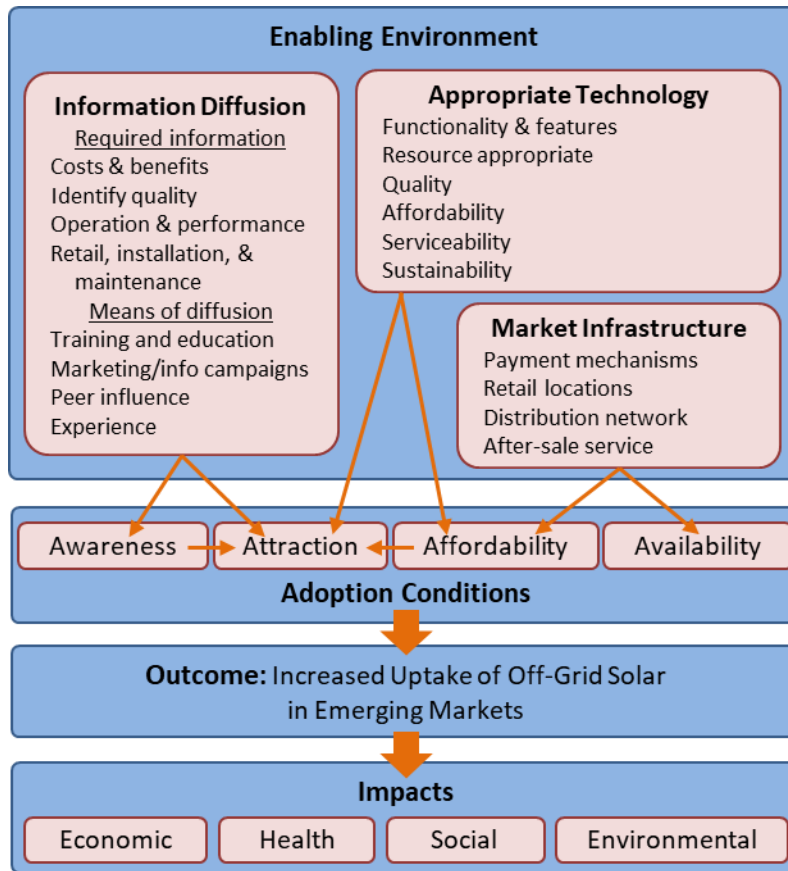 Enabling Environment
Information Diffusion
Required information
Costs & benefits
Identify quality
Operation & performance
Retail, installation, &
maintenance
Means of diffusion
Training and education
Marketing/info campaigns
Peer influence
Experience
Appropriate Technology
Functionality & features
Resource appropriate
Quality
Affordability
Serviceability
Sustainability
Market Infrastructure
Payment mechanisms
Retail locations
Distribution network
After-sale service
Awareness
Attraction
Affordability
Availability
Adoption Conditions
Outcome: Increased Uptake of Off-Grid Solar
in Emerging Markets
Impacts
Economic
Health
Social
Environmental